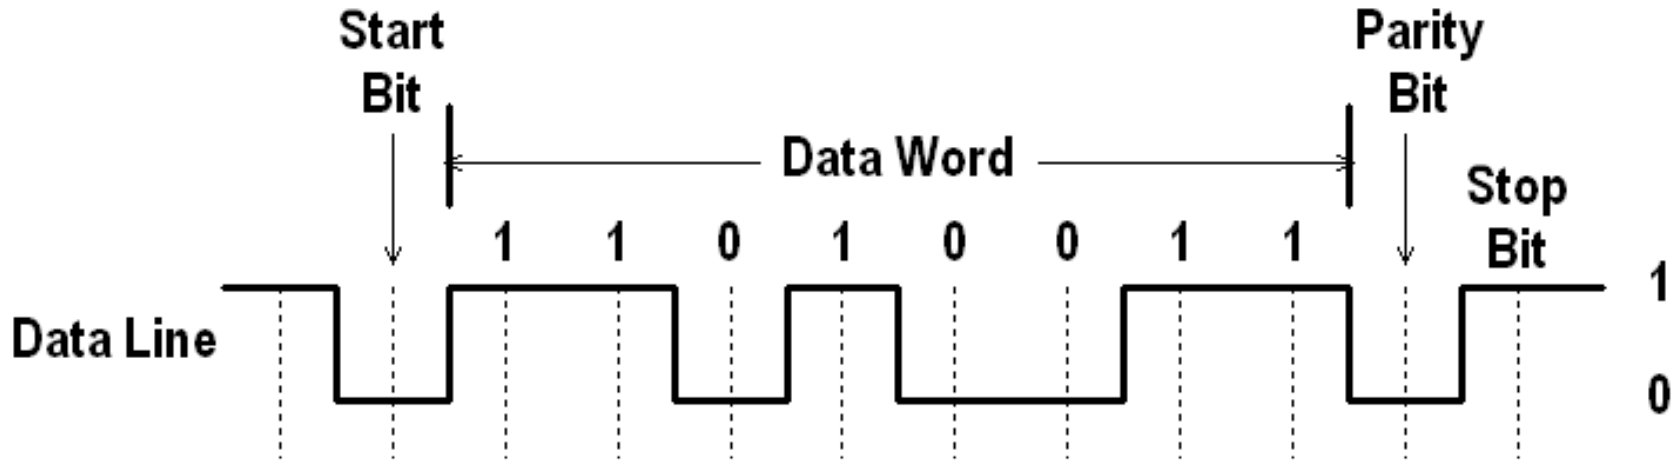 Start
Bit
Parity
Bit
Data Word
Stop
Bit
1 1 0 1 0 0 1 1
1
Data Line
0